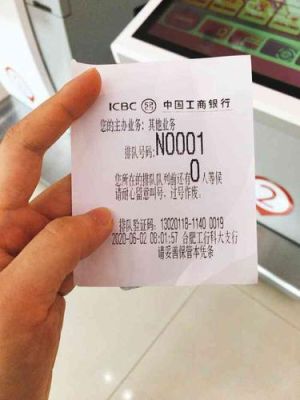 ICBC 中国工商银行
您的主办业务：其他业务
排队号码：N0001
您所在的排队队列前还有0人等候
请耐心留意叫号，过号作废。
排队验证码：13020118-1140 0019
2020-06-02 08:01:57 合肥工行科大支行
请妥善保管本凭条
2